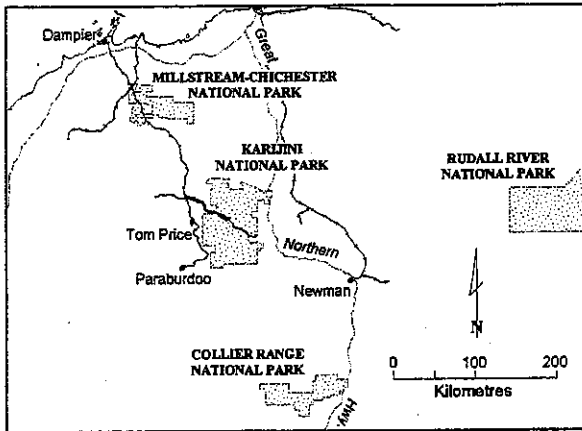 Dampier
Great
MILLSTREAM-CHICHESTER
NATIONAL PARK
KARIJINI
NATIONAL PARK
RUDALL RIVER
NATIONAL PARK
Tom Price
Northern
Paraburdoo
Newman
N
COLLIER RANGE
NATIONAL PARK
0 100 200
Kilometres
Hwy.